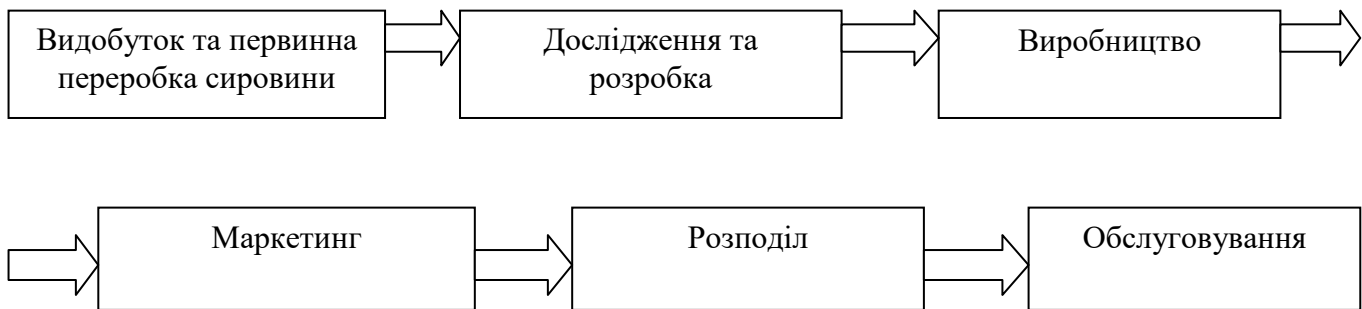 Видобуток та первинна
переробка сировини
Дослідження та
розробка
Виробництво
Маркетинг
Розподіл
Обслуговування